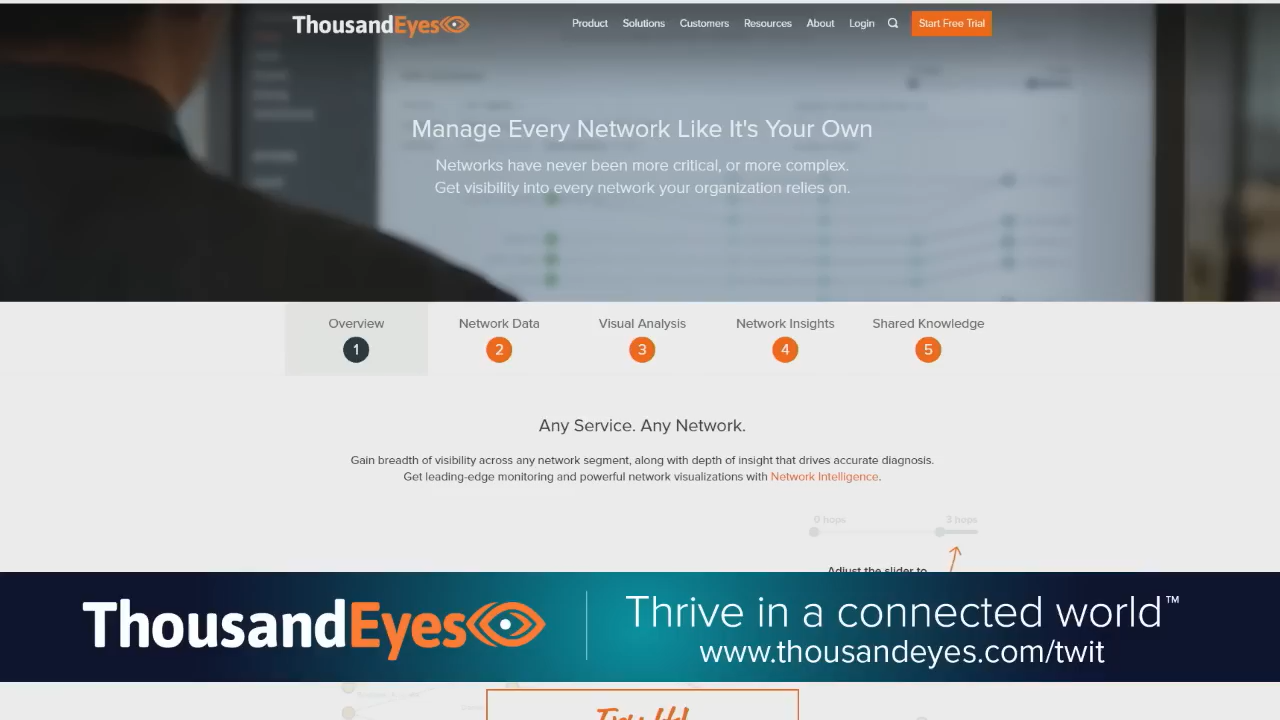 ThousandEyes
Product Solutions Customers Resources About Login Start Free Trial
Manage Every Network Like It's Your Own
Networks have never been more critical, or more complex.
Get visibility into every network your organization relies on.
Overview Network Data Visual Analysis Network Insights Shared Knowledge
1 2 3 4 5
Any Service. Any Network.
Gain breadth of visibility across any network segment, along with depth of insight that drives accurate diagnosis.
Get leading-edge monitoring and powerful network visualizations with Network Intelligence.
0 hops 3 hops
Adjust the slider to
ThousandEyes
Thrive in a connected world™
www.thousandeyes.com/twit